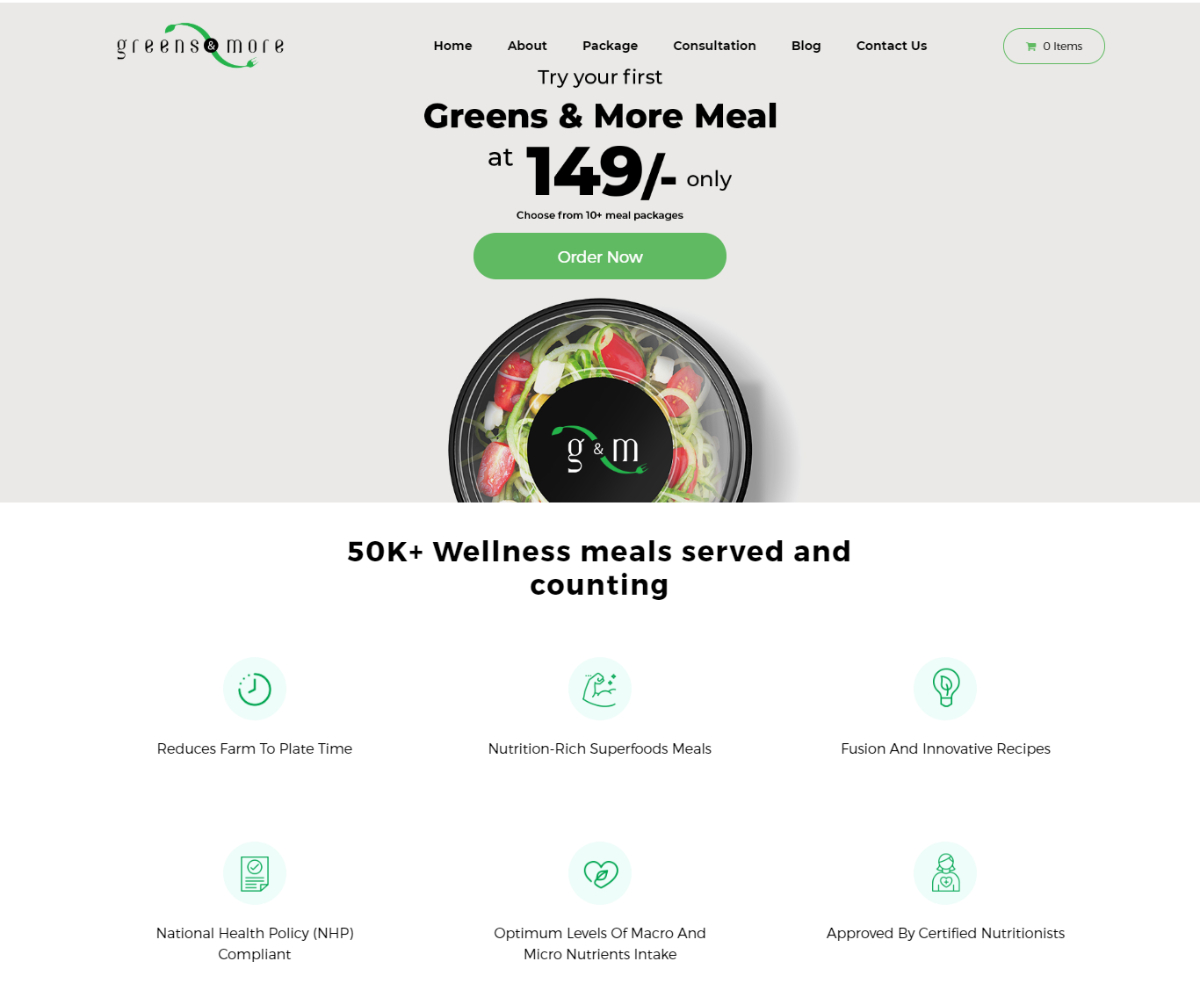 greens & more
Home About Package Consultation Blog Contact Us
0 Items
Try your first
Greens & More Meal
at 149/- only
Choose from 10+ meal packages
Order Now
g & m
50K+ Wellness meals served and
counting
Reduces Farm To Plate Time
Nutrition-Rich Superfoods Meals
Fusion And Innovative Recipes
National Health Policy (NHP)
Compliant
Optimum Levels Of Macro And
Micro Nutrients Intake
Approved By Certified Nutritionists